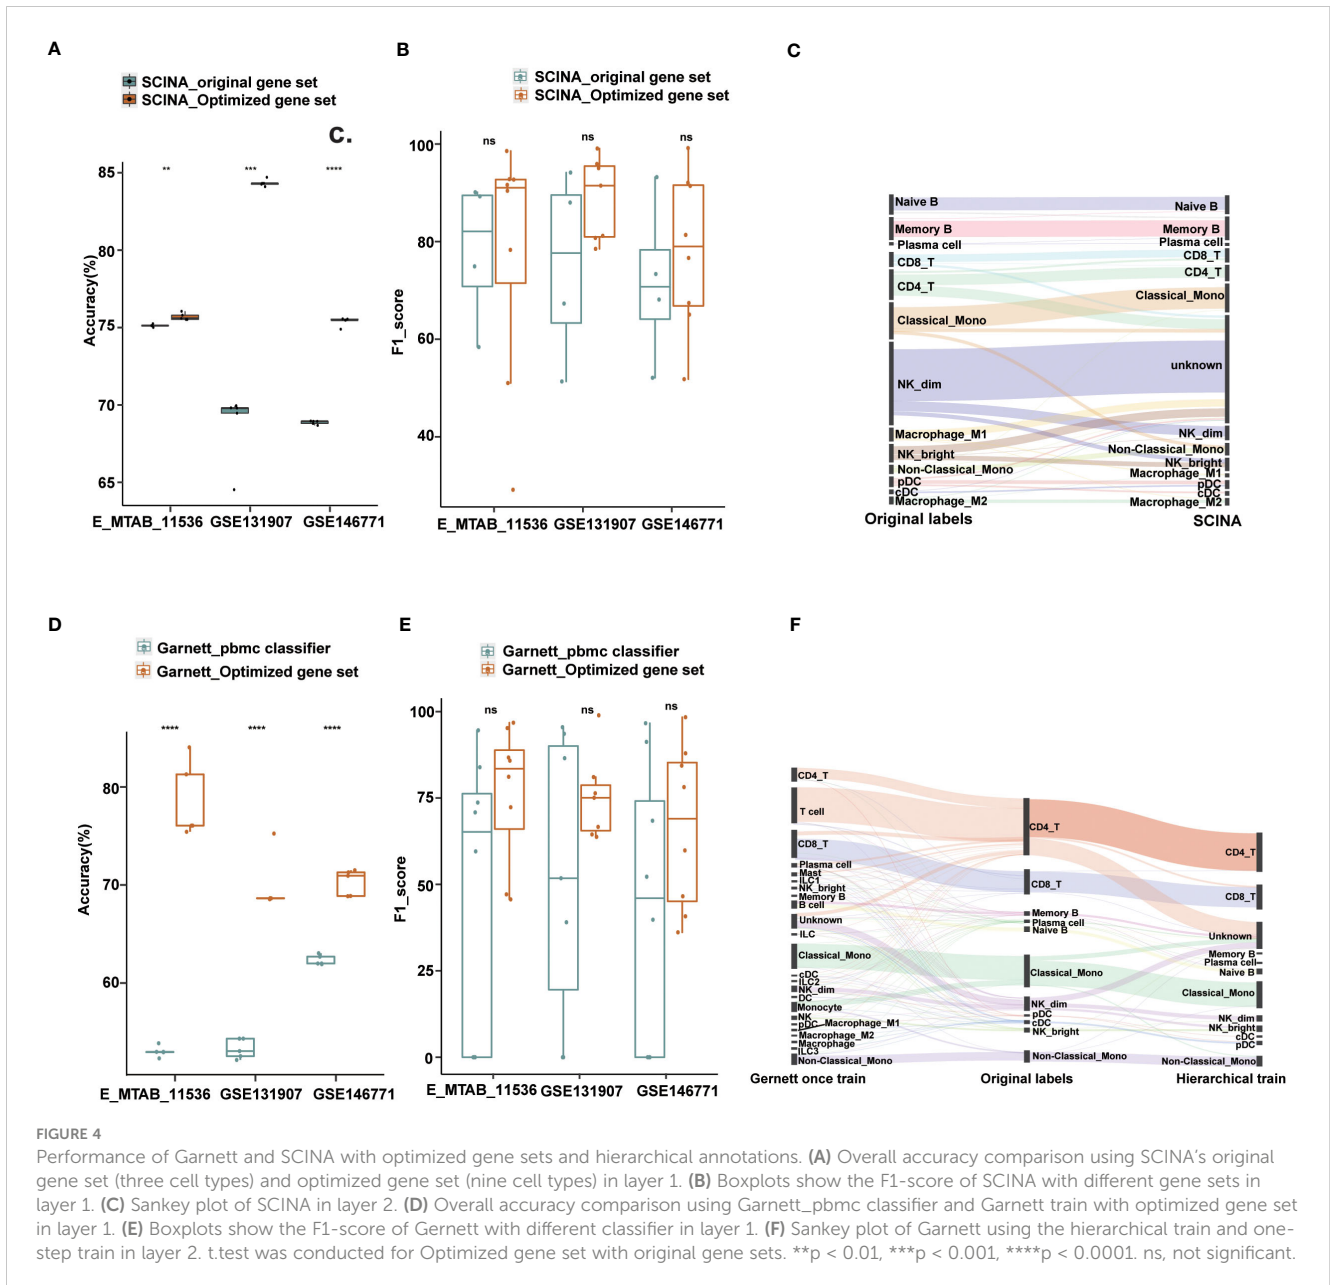 A
SCINA_original gene set
SCINA_Optimized gene set
C.
Accuracy(%)
85
80
75
70
65
**
***
****
E_MTAB_11536
GSE131907
GSE146771
B
SCINA_original gene set
SCINA_Optimized gene set
F1_score
100
80
60
40
ns
ns
ns
E_MTAB_11536
GSE131907
GSE146771
C
Naive B
Memory B
Plasma cell
CD8_T
CD4_T
Classical_Mono
NK_dim
Macrophage_M1
NK_bright
Non-Classical_Mono
pDC
cDC
Macrophage_M2
Original labels
Naive B
Memory B
Plasma cell
CD8_T
CD4_T
Classical_Mono
unknown
NK_dim
Non-Classical_Mono
NK_bright
Macrophage_M1
pDC
cDC
Macrophage_M2
SCINA
D
Garnett_pbmc classifier
Garnett_Optimized gene set
Accuracy(%)
80
70
60
****
****
****
E_MTAB_11536
GSE131907
GSE146771
E
Garnett_pbmc classifier
Garnett_Optimized gene set
F1_score
100
75
50
25
0
ns
ns
ns
E_MTAB_11536
GSE131907
GSE146771
F
CD4_T
T cell
CD8_T
Plasma cell
Mast
ILC1
NK_bright
Memory B
B cell
Unknown
ILC
Classical_Mono
cDC
ILC2
NK_dim
DC
Monocyte
NK
pDC
Macrophage_M1
Macrophage_M2
Macrophage
ILC3
Non-Classical_Mono
Gernett once train
CD4_T
CD8_T
Memory B
Plasma cell
Naive B
Classical_Mono
NK_dim
pDC
cDC
NK_bright
Non-Classical_Mono
Original labels
CD4_T
CD8_T
Unknown
Memory B
Plasma cell
Naive B
Classical_Mono
NK_dim
NK_bright
cDC
pDC
Non-Classical_Mono
Hierarchical train
FIGURE 4
Performance of Garnett and SCINA with optimized gene sets and hierarchical annotations. (A) Overall accuracy comparison using SCINA's original
gene set (three cell types) and optimized gene set (nine cell types) in layer 1. (B) Boxplots show the F1-score of SCINA with different gene sets in
layer 1. (C) Sankey plot of SCINA in layer 2. (D) Overall accuracy comparison using Garnett_pbmc classifier and Garnett train with optimized gene set
in layer 1. (E) Boxplots show the F1-score of Gernett with different classifier in layer 1. (F) Sankey plot of Garnett using the hierarchical train and one-
step train in layer 2. t.test was conducted for Optimized gene set with original gene sets. **p < 0.01, ***p < 0.001, ****p < 0.0001. ns, not significant.